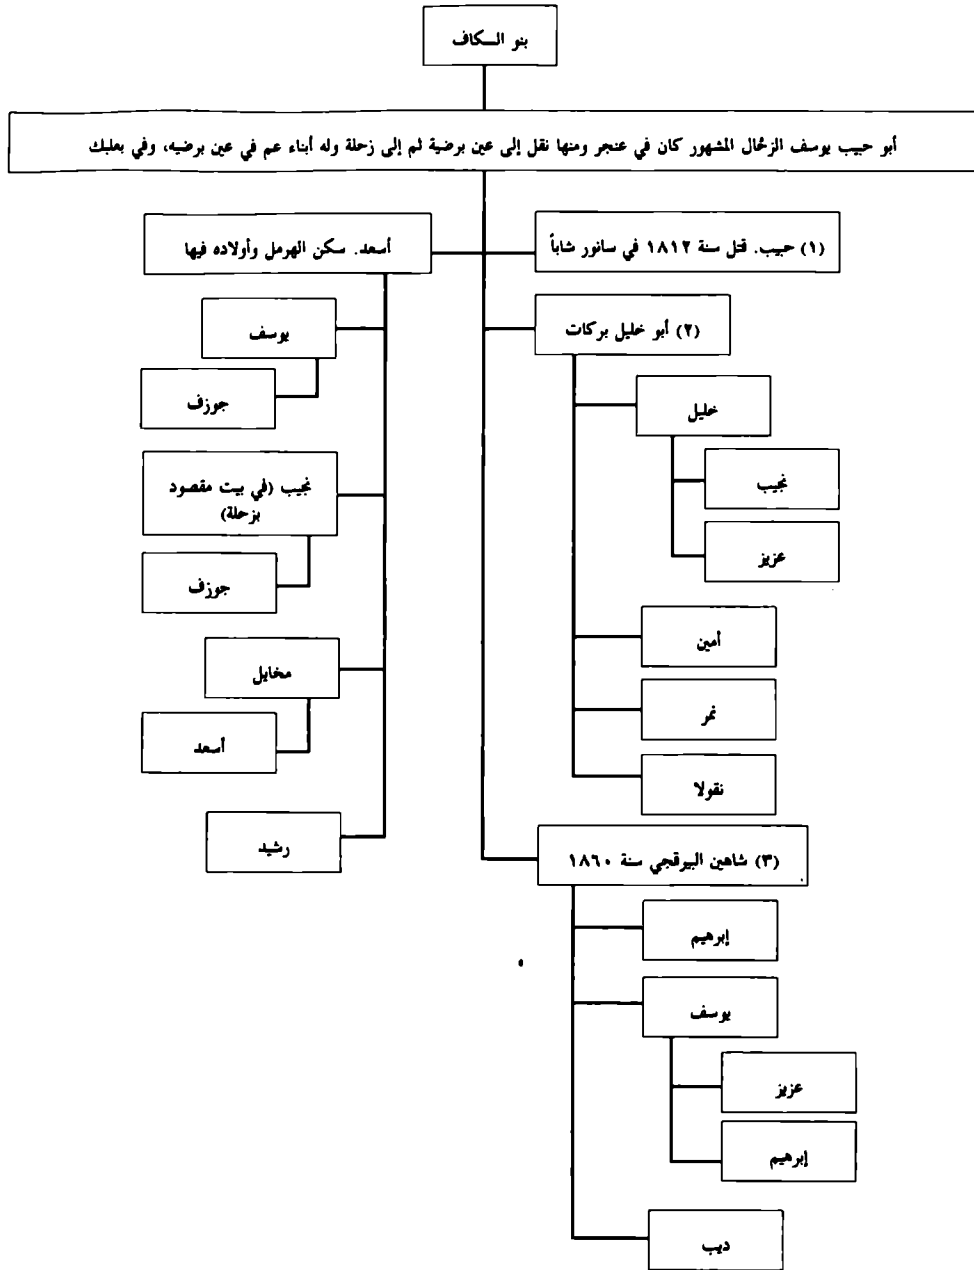 بنو السكاف
أبو حبيب يوسف الزحّال المشهور كان في عنجر ومنها نقل إلى عين برضية ثم إلى زحلة وله أبناء عم في عين برضيه، وفي بعلبك
(١) حبيب. قتل سنة ١٨١٢ في سانور شاباً
(٢) أبو خليل بركات
خليل
نجيب
عزيز
أمين
نمر
نقولا
(٣) شاهين البيرقجي سنة ١٨٦٠
إبرهيم
يوسف
عزيز
إبرهيم
ديب
أسعد. سكن الهرمل وأولاده فيها
يوسف
جوزف
نجيب (في بيت مقصود
بزحلة)
جوزف
مخايل
أسعد
رشيد